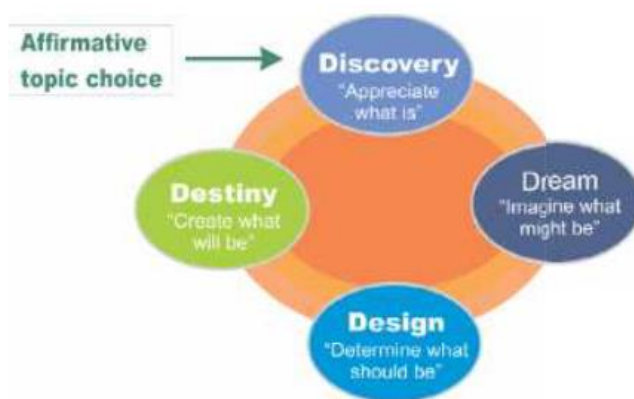 Affirmative
topic choice
Discovery
"Appreciate
what is"
Dream
"Imagine what
might be"
Design
"Determine what
should be"
Destiny
"Create what
will be"